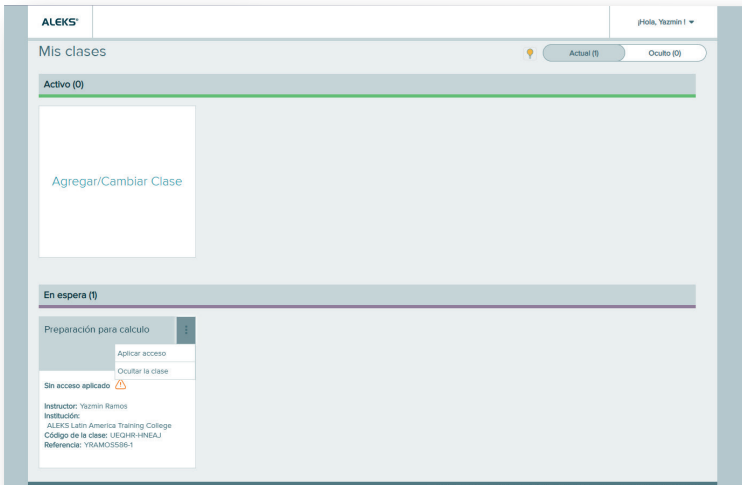 ALEKS®
¡Hola, Yazmin !
Mis clases
Actual (1)
Oculto (0)
Activo (0)
Agregar/Cambiar Clase
En espera (1)
Preparación para calculo
Aplicar acceso
Ocultar la clase
Sin acceso aplicado
Instructor: Yazmin Ramos
Institución:
ALEKS Latin America Training College
Código de la clase: UEQHR-HNEAJ
Referencia: YRAMOS586-1